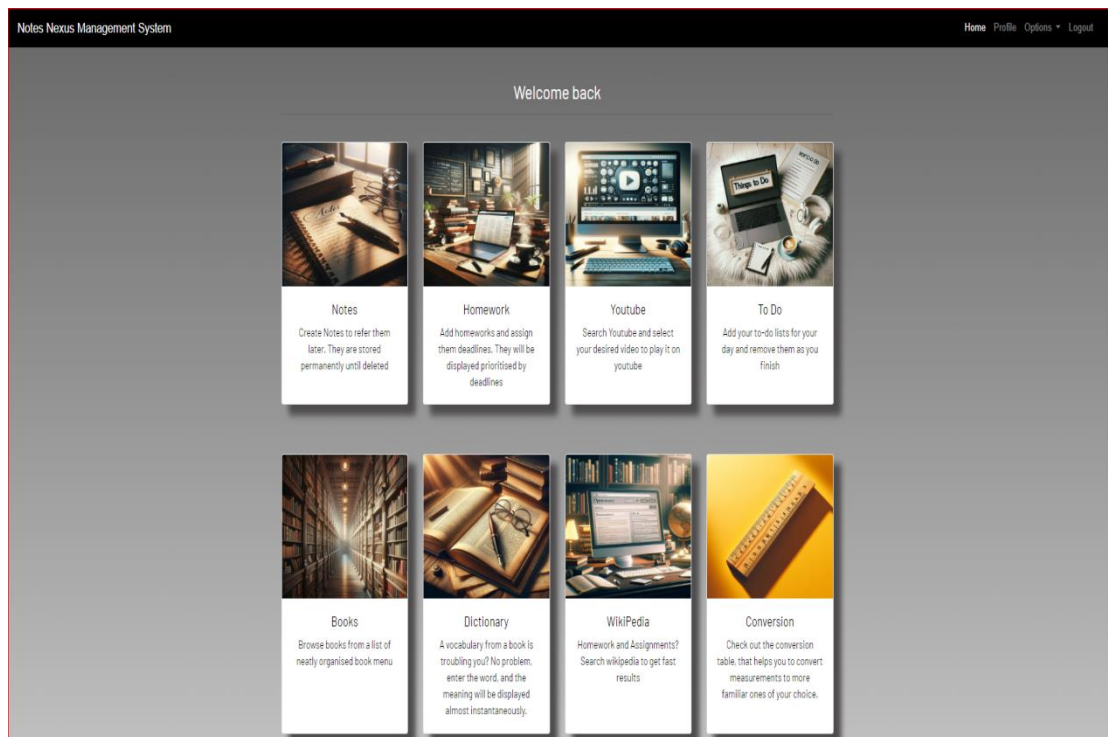 Notes Nexus Management System
Home Profile Options Logout
Welcome back
Things to Do
Notes
Create Notes to refer them
later. They are stored
permanently until deleted
Homework
Add homeworks and assign
them deadlines. They will be
displayed prioritised by
deadlines
Youtube
Search Youtube and select
your desired video to play it on
youtube
To Do
Add your to-do lists for your
day and remove them as you
finish
Books
Browse books from a list of
neatly organised book menu
Dictionary
A vocabulary from a book is
troubling you? No problem,
enter the word, and the
meaning will be displayed
almost instantaneously.
WikiPedia
Homework and Assignments?
Search wikipedia to get fast
results
Conversion
Check out the conversion
table, that helps you to convert
measurements to more
familiar ones of your choice.